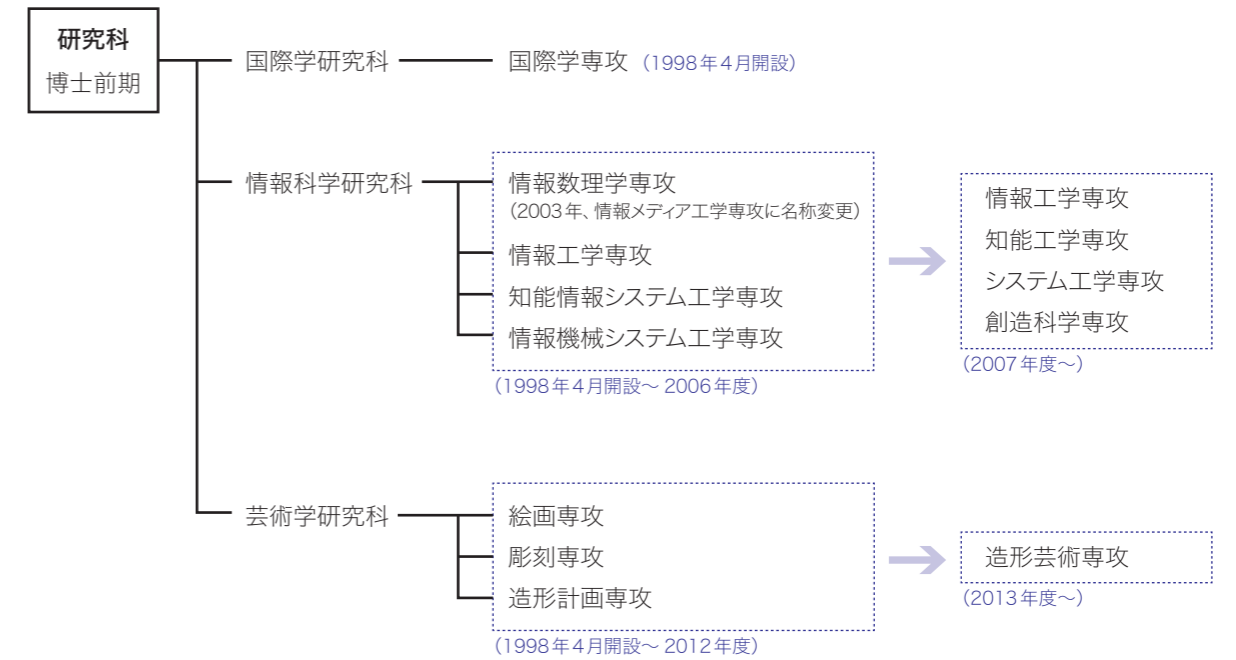 研究科
博士前期
国際学研究科
国際学専攻 (1998年4月開設)
情報科学研究科
情報数理学専攻
(2003年、情報メディア工学専攻に名称変更)
情報工学専攻
知能情報システム工学専攻
情報機械システム工学専攻
(1998年4月開設~2006年度)
情報工学専攻
知能工学専攻
システム工学専攻
創造科学専攻
(2007年度~)
芸術学研究科
絵画専攻
彫刻専攻
造形計画専攻
(1998年4月開設~2012年度)
造形芸術専攻
(2013年度~)